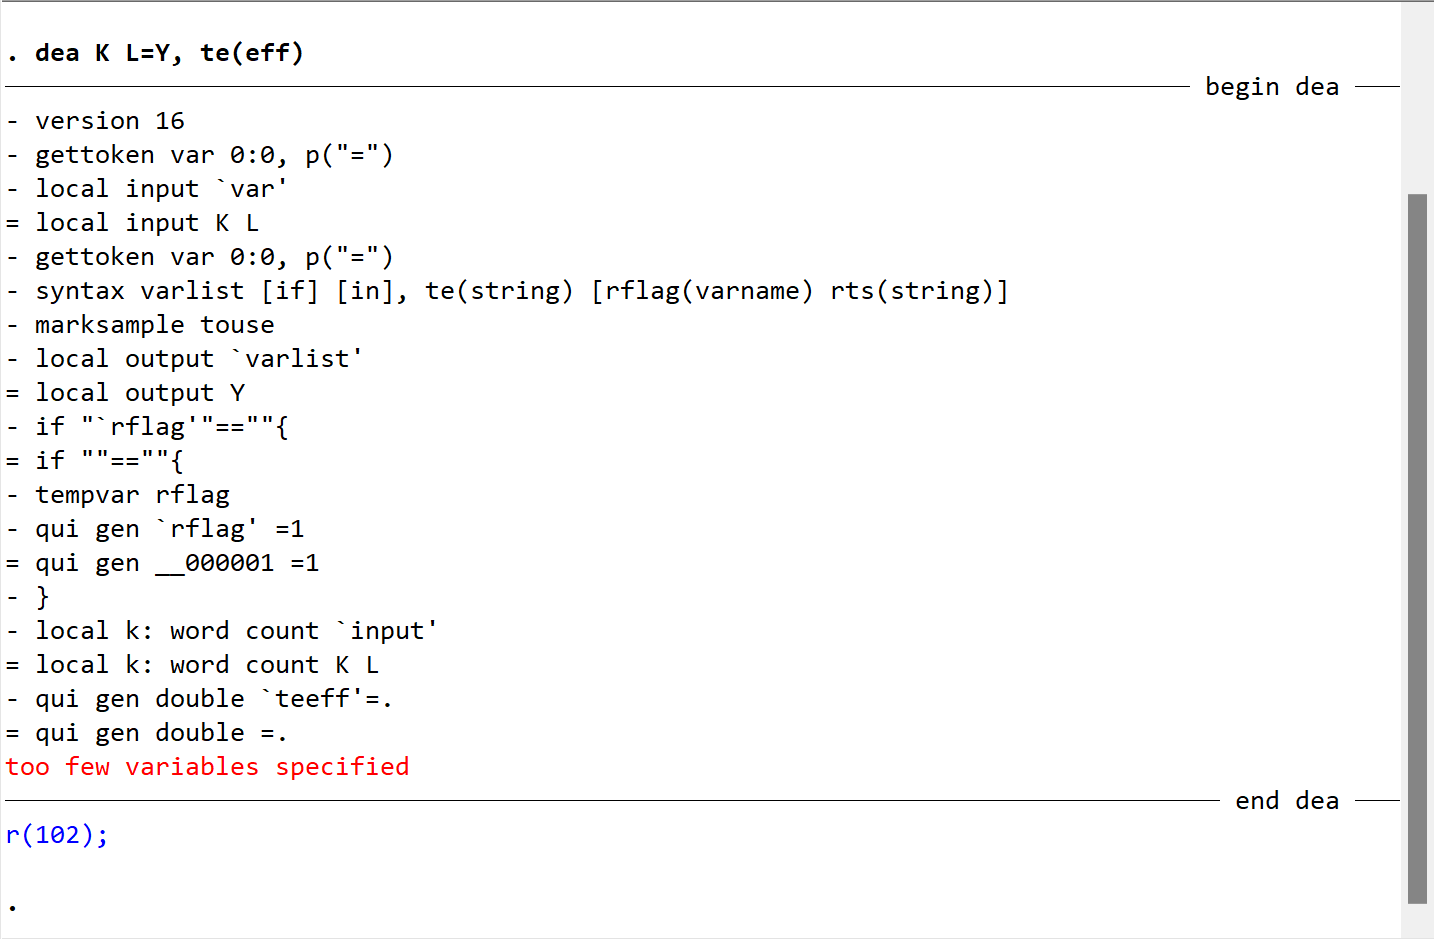 . dea K L=Y, te(eff)
begin dea
- version 16
- gettoken var 0:0, p("=")
- local input `var'
= local input K L
- gettoken var 0:0, p("=")
- syntax varlist [if] [in], te(string) [rflag(varname) rts(string)]
- marksample touse
- local output `varlist'
= local output Y
- if "`rflag'"==""{
= if ""==""{
- tempvar rflag
- qui gen `rflag' =1
= qui gen __000001 =1
- }
- local k: word count `input'
= local k: word count K L
- qui gen double `teeff'=.
= qui gen double =.
too few variables specified
end dea
r(102);
.